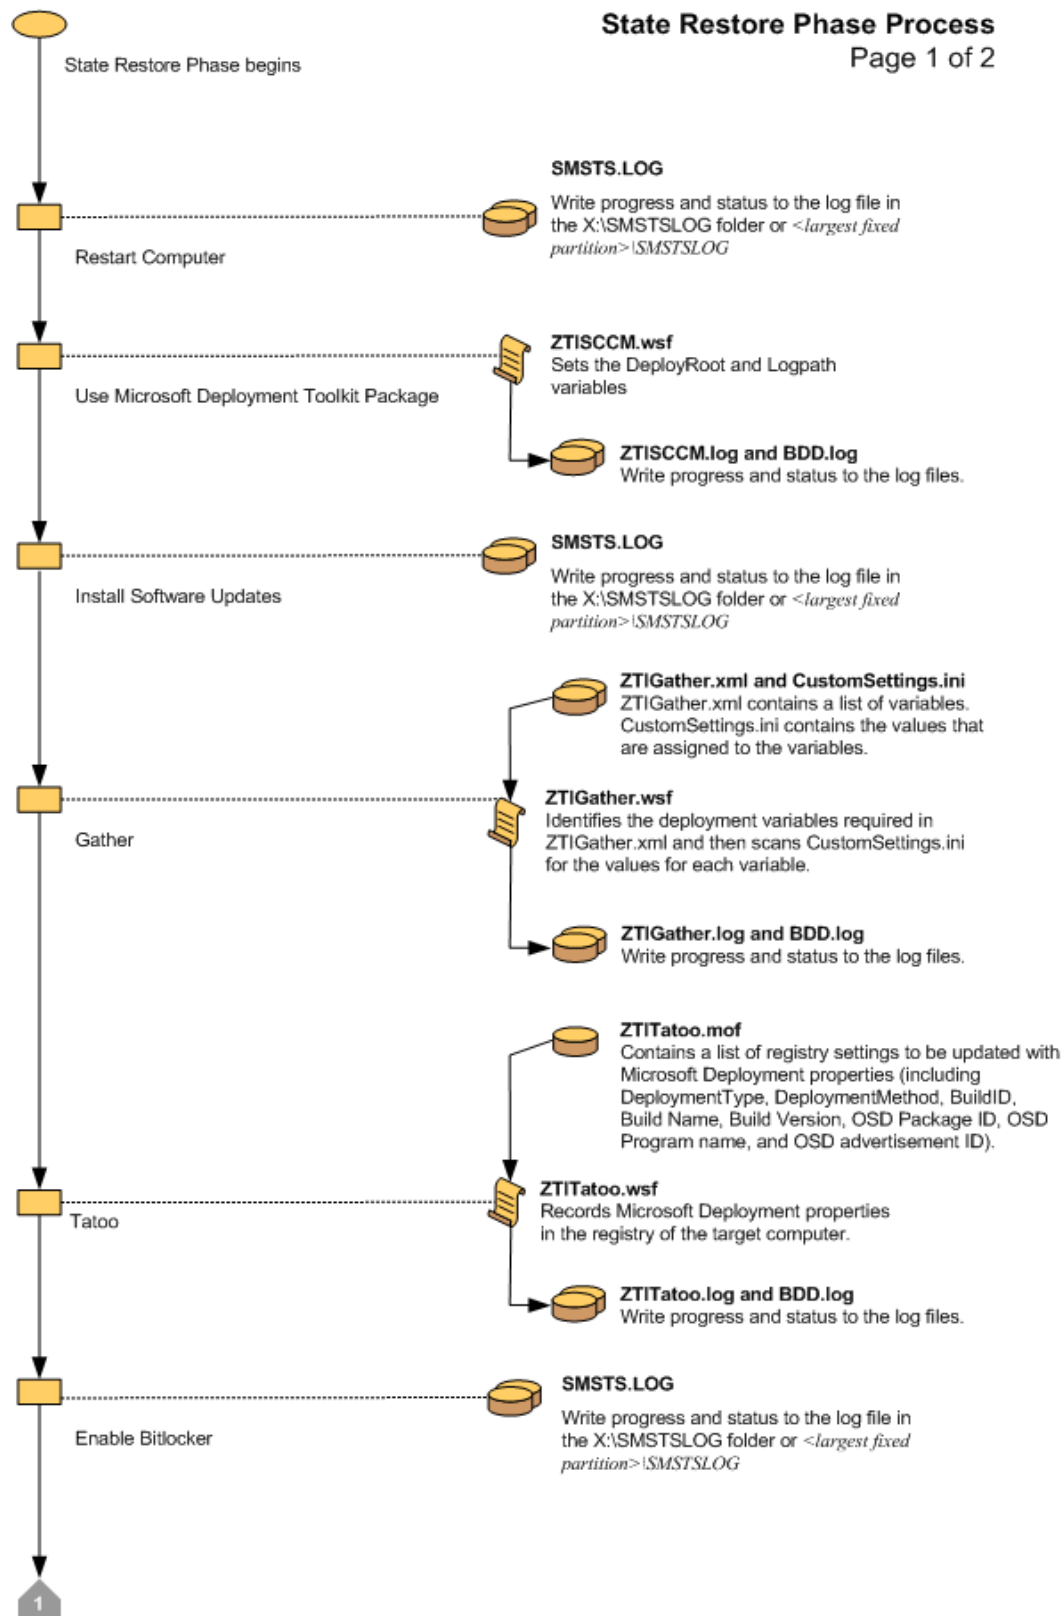 State Restore Phase Process
Page 1 of 2
State Restore Phase begins
SMSTS.LOG
Write progress and status to the log file in
the X:\SMSTSLOG folder or <largest fixed
partition>\SMSTSLOG
Restart Computer
ZTISCCM.wsf
Sets the DeployRoot and Logpath
variables
Use Microsoft Deployment Toolkit Package
ZTISCCM.log and BDD.log
Write progress and status to the log files.
SMSTS.LOG
Write progress and status to the log file in
the X:\SMSTSLOG folder or <largest fixed
partition>\SMSTSLOG
Install Software Updates
ZTIGather.xml and CustomSettings.ini
ZTIGather.xml contains a list of variables.
CustomSettings.ini contains the values that
are assigned to the variables.
ZTIGather.wsf
Identifies the deployment variables required in
ZTIGather.xml and then scans CustomSettings.ini
for the values for each variable.
Gather
ZTIGather.log and BDD.log
Write progress and status to the log files.
ZTITatoo.mof
Contains a list of registry settings to be updated with
Microsoft Deployment properties (including
DeploymentType, DeploymentMethod, BuildID,
Build Name, Build Version, OSD Package ID, OSD
Program name, and OSD advertisement ID).
ZTITatoo.wsf
Records Microsoft Deployment properties
in the registry of the target computer.
Tatoo
ZTITatoo.log and BDD.log
Write progress and status to the log files.
SMSTS.LOG
Write progress and status to the log file in
the X:\SMSTSLOG folder or <largest fixed
partition>\SMSTSLOG
Enable Bitlocker
1